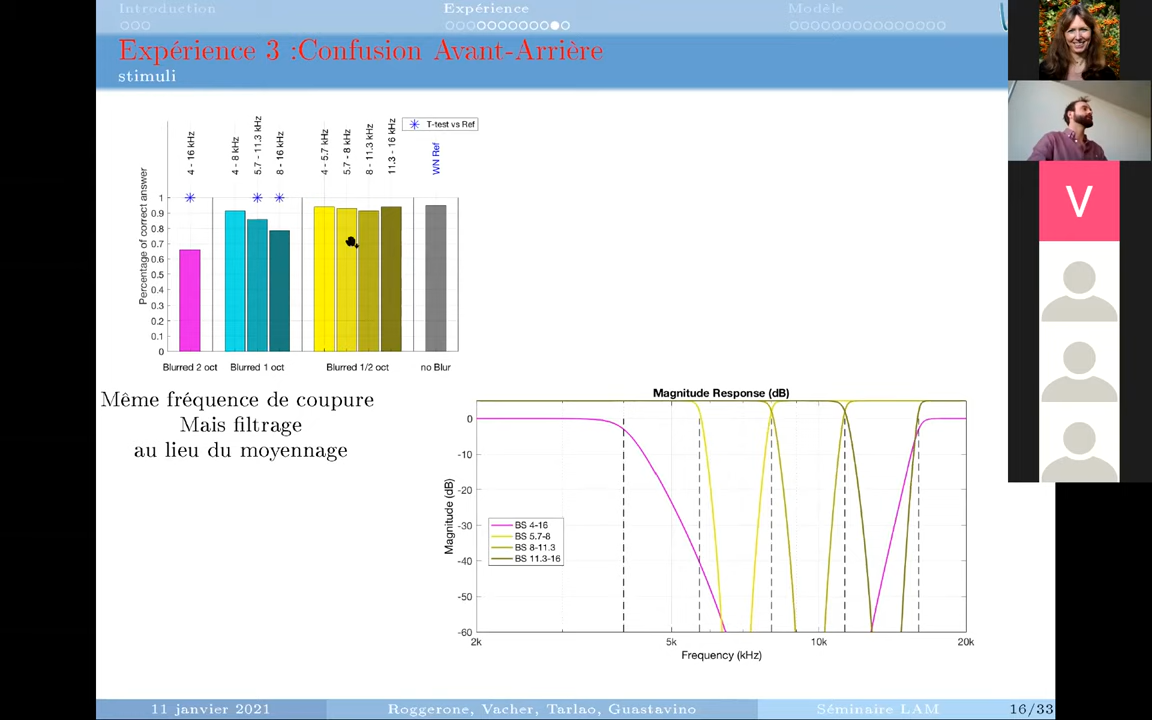 Introduction
Expérience
Modèle
Expérience 3 :Confusion Avant-Arrière
stimuli
4 - 16 kHz
4 - 8 kHz
5.7 - 11.3 kHz
8 - 16 kHz
4 - 5.7 kHz
5.7 - 8 kHz
8 - 11.3 kHz
11.3 - 16 kHz
WN Ref
T-test vs Ref
Percentage of correct answer
1
0.9
0.8
0.7
0.6
0.5
0.4
0.3
0.2
0.1
0
Blurred 2 oct
Blurred 1 oct
Blurred 1/2 oct
no Blur
Même fréquence de coupure
Mais filtrage
au lieu du moyennage
Magnitude Response (dB)
Magnitude (dB)
0
-10
-20
-30
-40
-50
-60
BS 4-16
BS 5.7-8
BS 8-11.3
BS 11.3-16
2k
5k
10k
20k
Frequency (kHz)
11 janvier 2021
Roggerone, Vacher, Tarlao, Guastavino
Séminaire LAM
16/33
V